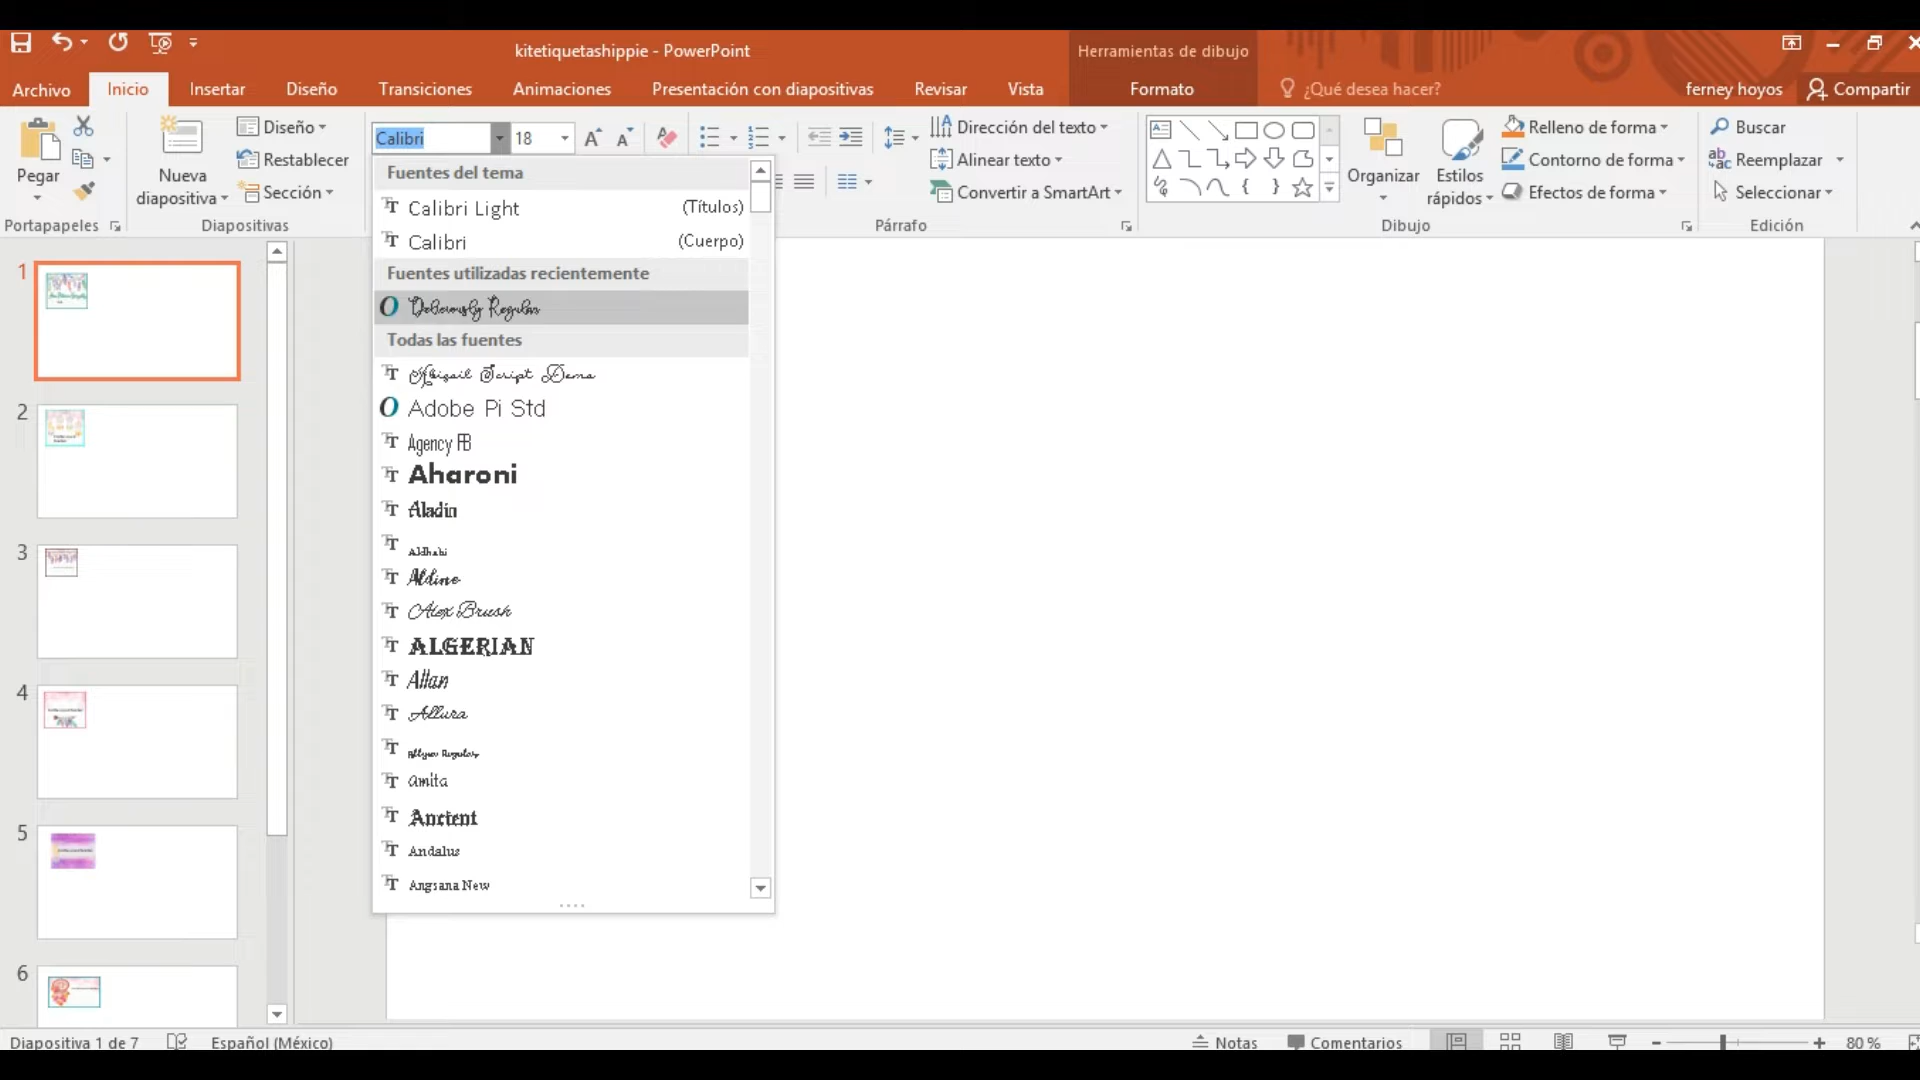 kitetiquetashippie - PowerPoint
Herramientas de dibujo
Archivo
Inicio
Insertar
Diseño
Transiciones
Animaciones
Presentación con diapositivas
Revisar
Vista
Formato
¿Qué desea hacer?
ferney hoyos
Compartir
Pegar
Portapapeles
Nueva
diapositiva
Diseño
Restablecer
Sección
Diapositivas
Calibri
18
Dirección del texto
Alinear texto
Convertir a SmartArt
Párrafo
Organizar
Estilos
rápidos
Relleno de forma
Contorno de forma
Efectos de forma
Dibujo
Buscar
Reemplazar
Seleccionar
Edición
Fuentes del tema
Calibri Light (Títulos)
Calibri (Cuerpo)
Fuentes utilizadas recientemente
Deliciously Regular
Todas las fuentes
Abigail Script Demo
Adobe Pi Std
Agency FB
Aharoni
Aladin
Aldhabi
Aldine
Alex Brush
ALGERIAN
Allan
Allura
amita
Ancient
Andalus
Angsana New
1
2
3
4
5
6
Diapositiva 1 de 7
Español (México)
Notas
Comentarios
80 %